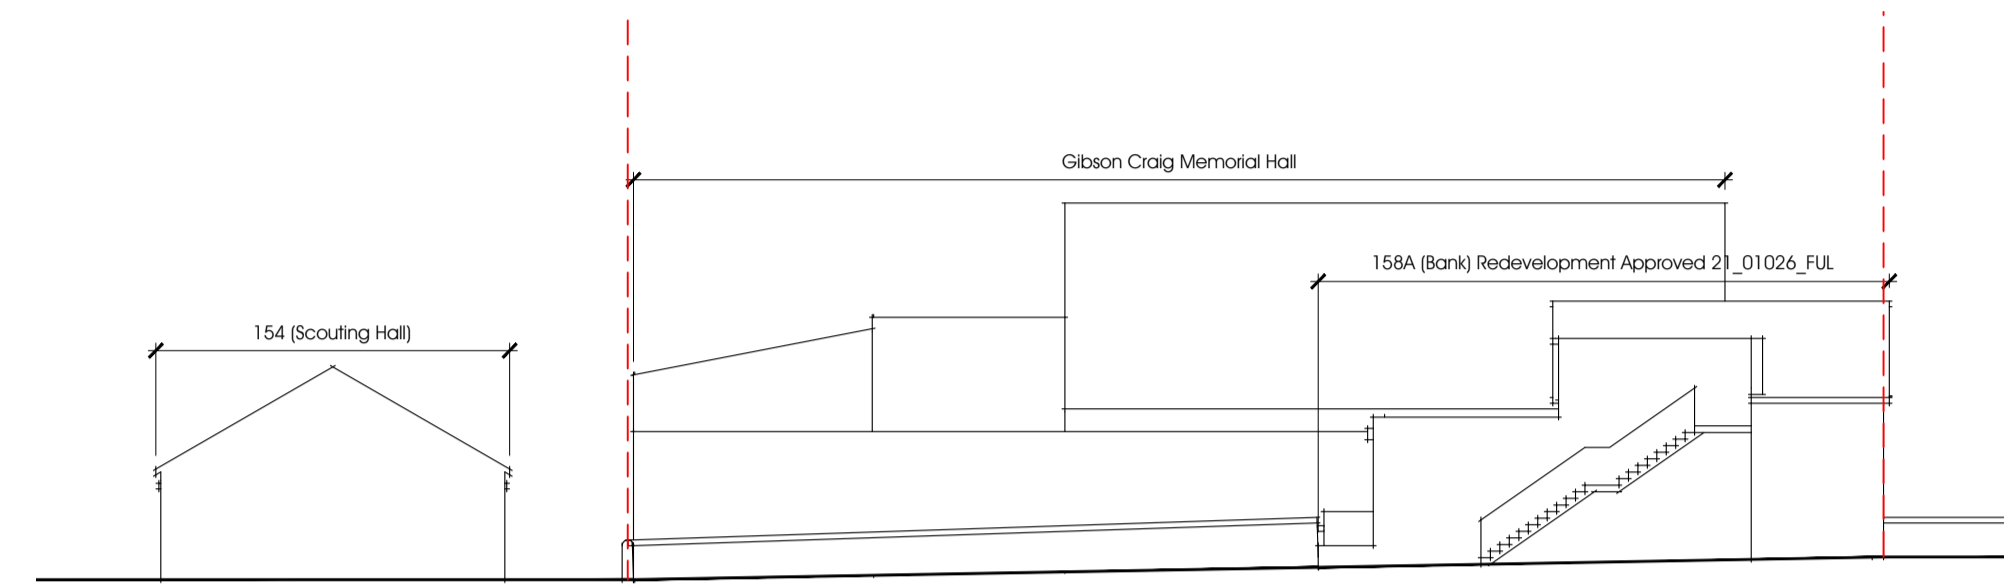 Gibson Craig Memorial Hall
158A (Bank) Redevelopment Approved 21_01026_FUL
154 (Scouting Hall)